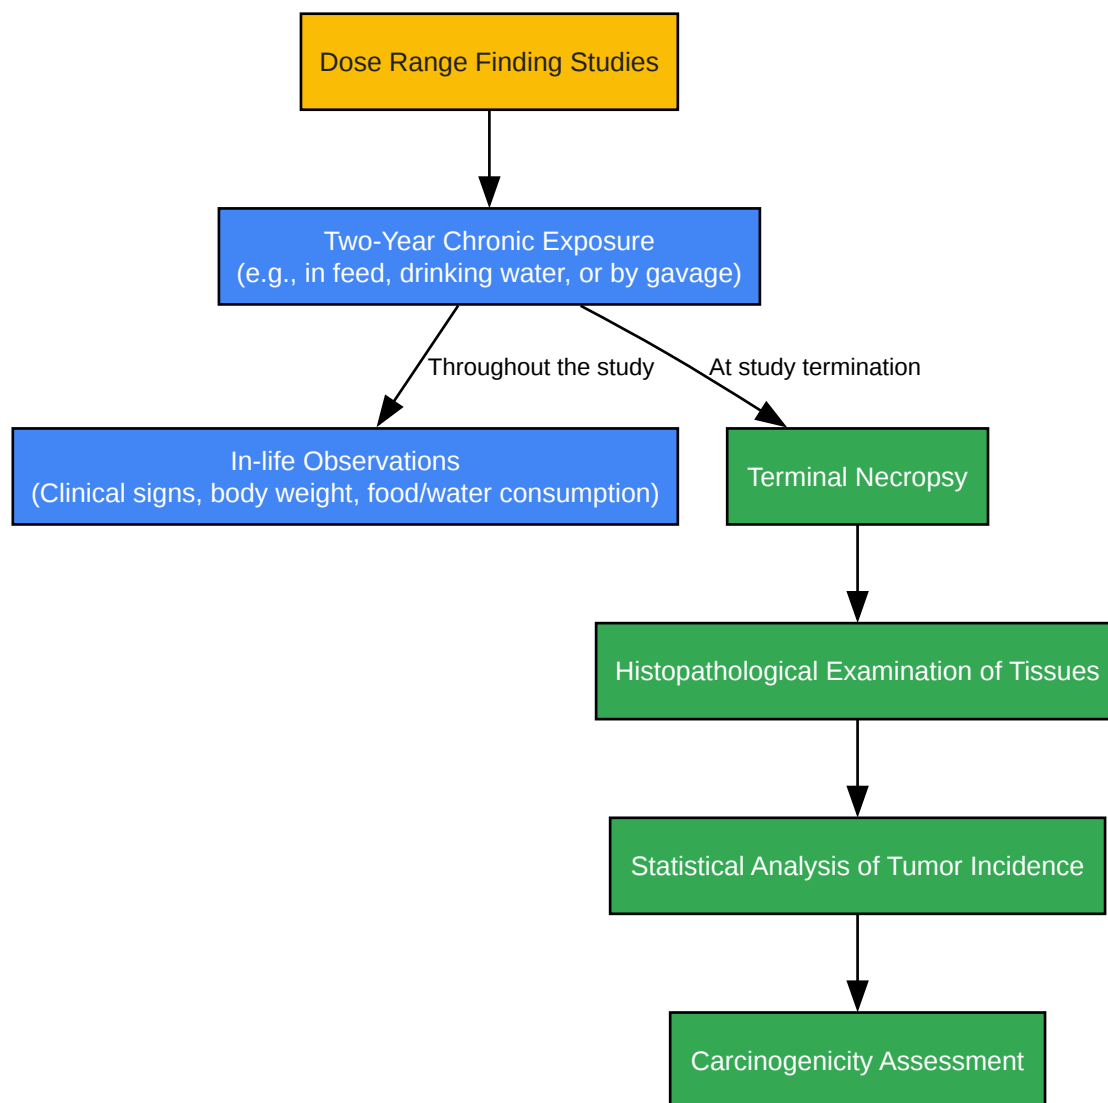 Dose Range Finding Studies
Two-Year Chronic Exposure
(e.g., in feed, drinking water, or by gavage)
Throughout the study
At study termination
In-life Observations
(Clinical signs, body weight, food/water consumption)
Terminal Necropsy
Histopathological Examination of Tissues
Statistical Analysis of Tumor Incidence
Carcinogenicity Assessment